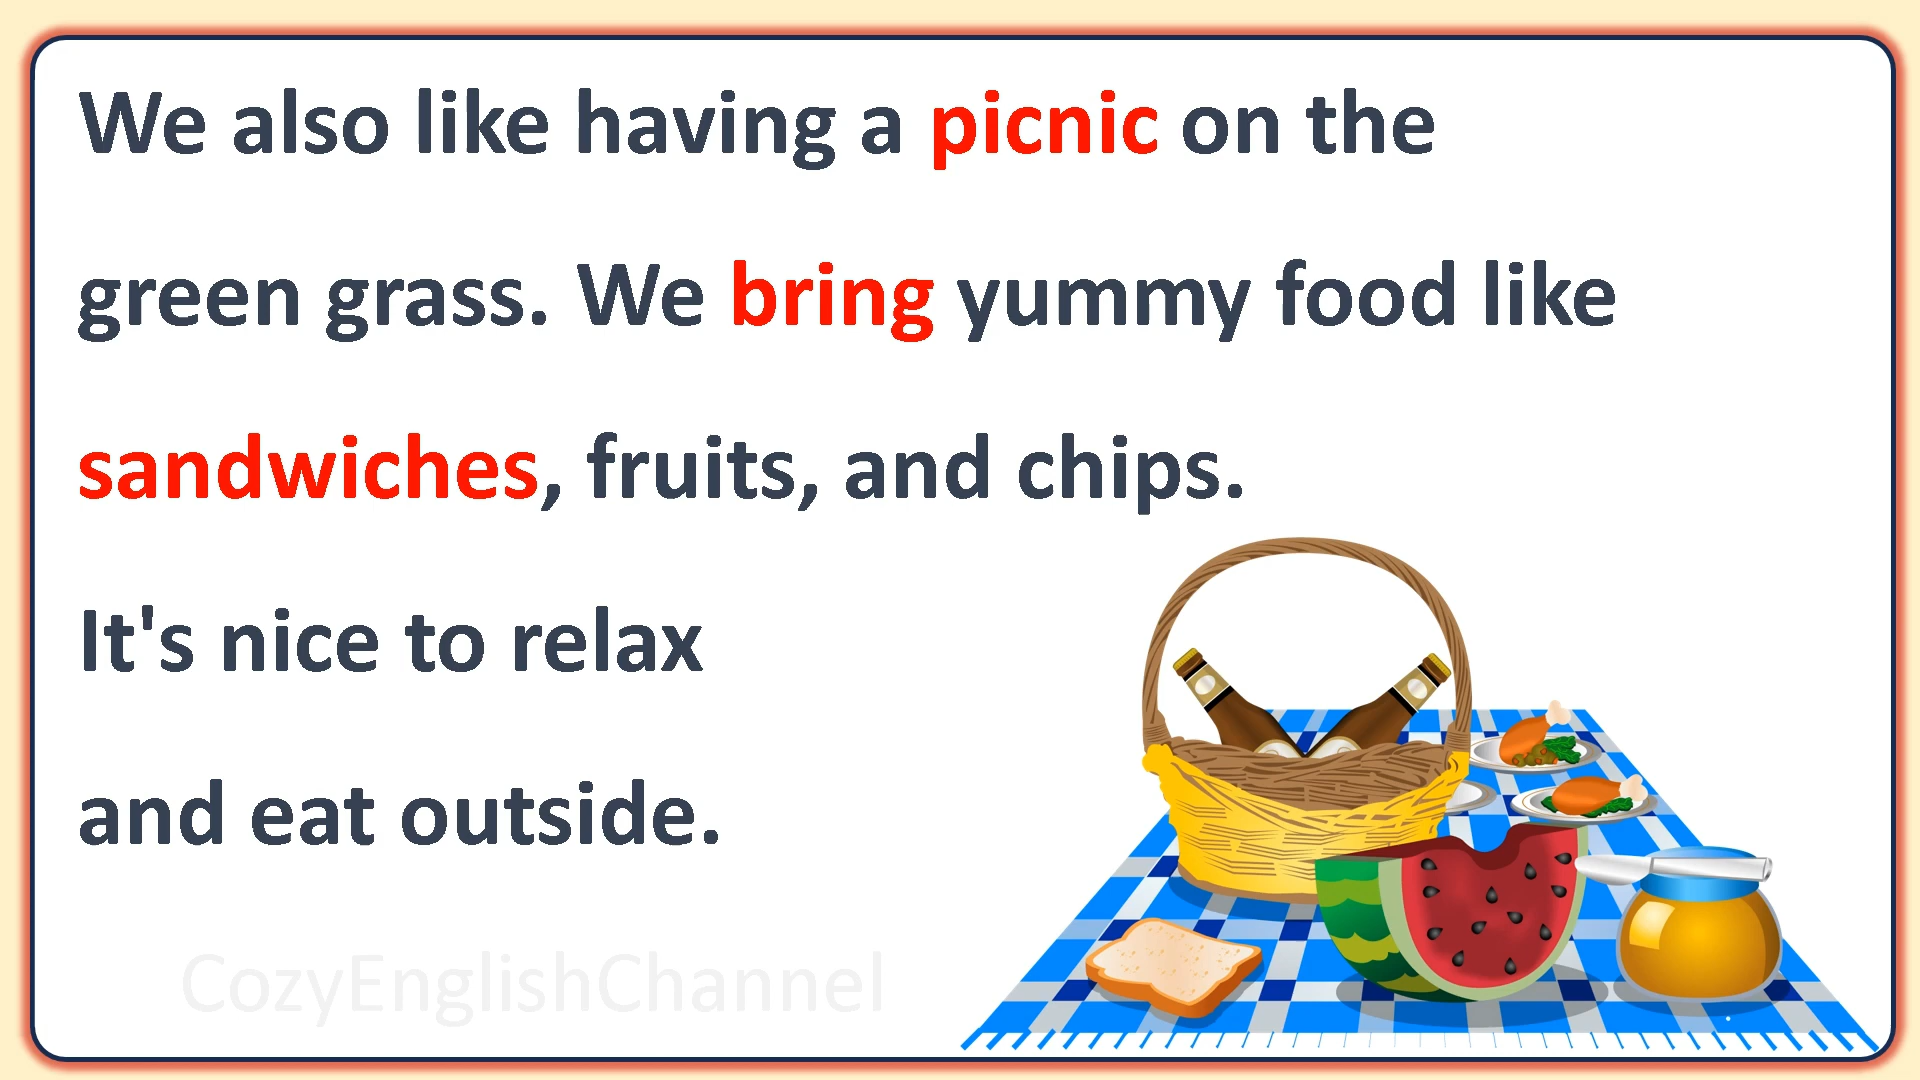 We also like having a picnic on the
green grass. We bring yummy food like
sandwiches, fruits, and chips.
It's nice to relax
and eat outside.
CozyEnglishChannel